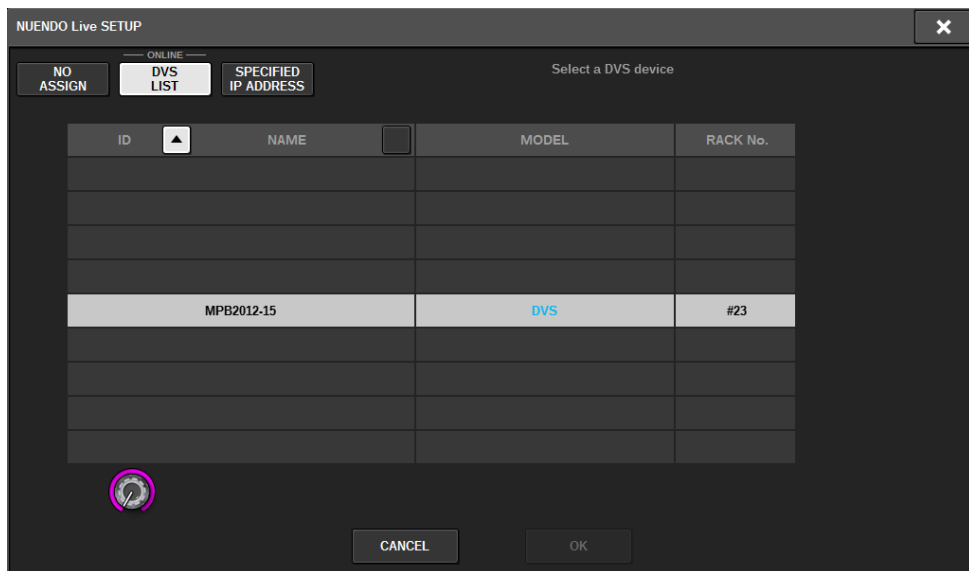 NUENDO Live SETUP
ONLINE
NO
ASSIGN
DVS
LIST
SPECIFIED
IP ADDRESS
Select a DVS device
ID NAME MODEL RACK No.
MPB2012-15 DVS #23
CANCEL OK